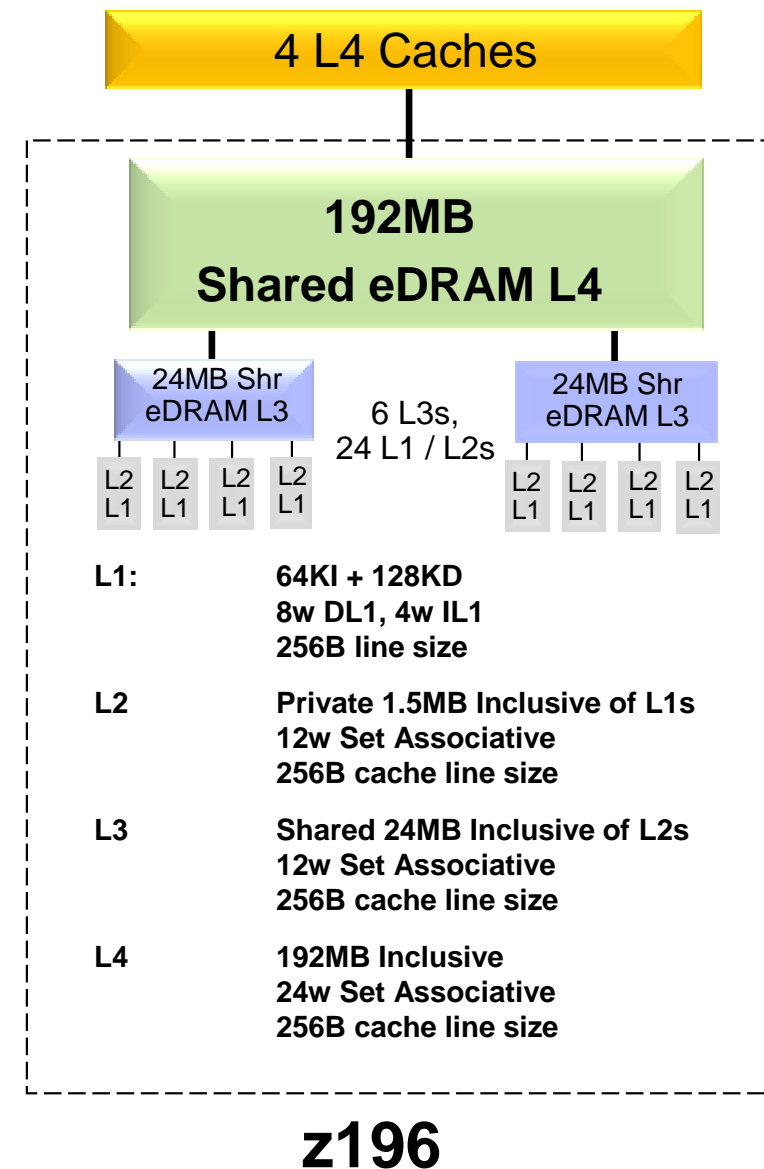 4 L4 Caches
192MB
Shared eDRAM L4
24MB Shr
eDRAM L3
6 L3s,
24 L1 / L2s
24MB Shr
eDRAM L3
L2
L1
L2
L1
L2
L1
L2
L1
L2
L1
L2
L1
L2
L1
L2
L1
L1: 64KI + 128KD
8w DL1, 4w IL1
256B line size
L2 Private 1.5MB Inclusive of L1s
12w Set Associative
256B cache line size
L3 Shared 24MB Inclusive of L2s
12w Set Associative
256B cache line size
L4 192MB Inclusive
24w Set Associative
256B cache line size
z196